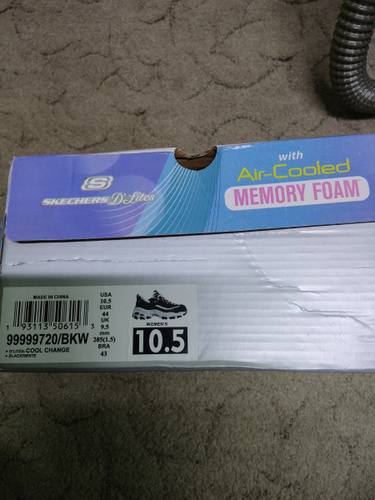 with
Air-Cooled
MEMORY FOAM
S
SKECHERS D'Lites
MADE IN CHINA
1 93113 50615 3
99999720/BKW
• D'LITES-COOL CHANGE
• BLACK/WHITE
USA
10.5
EUR
44
UK
9.5
mm
285(1.5)
BRA
43
WOMEN'S
10.5